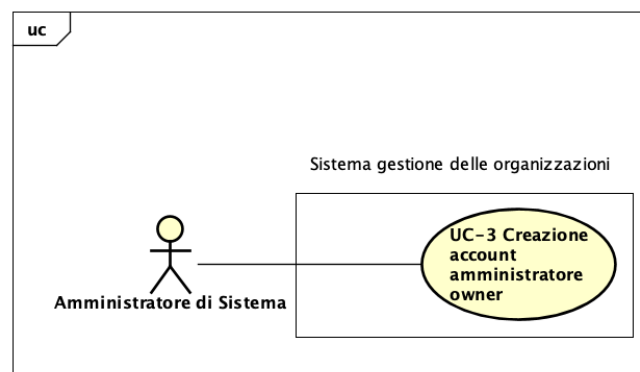 uc
Sistema gestione delle organizzazioni
UC-3 Creazione
account
amministratore
owner
Amministratore di Sistema